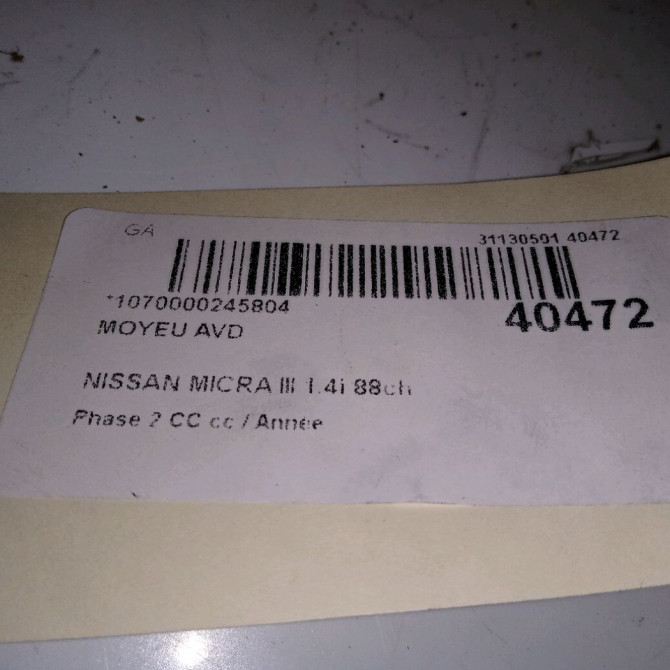 GA
31130501 40472
*1070000245804
40472
MOYEU AVD
NISSAN MICRA III 1.4i 88ch
Phase 2 CC cc / Année